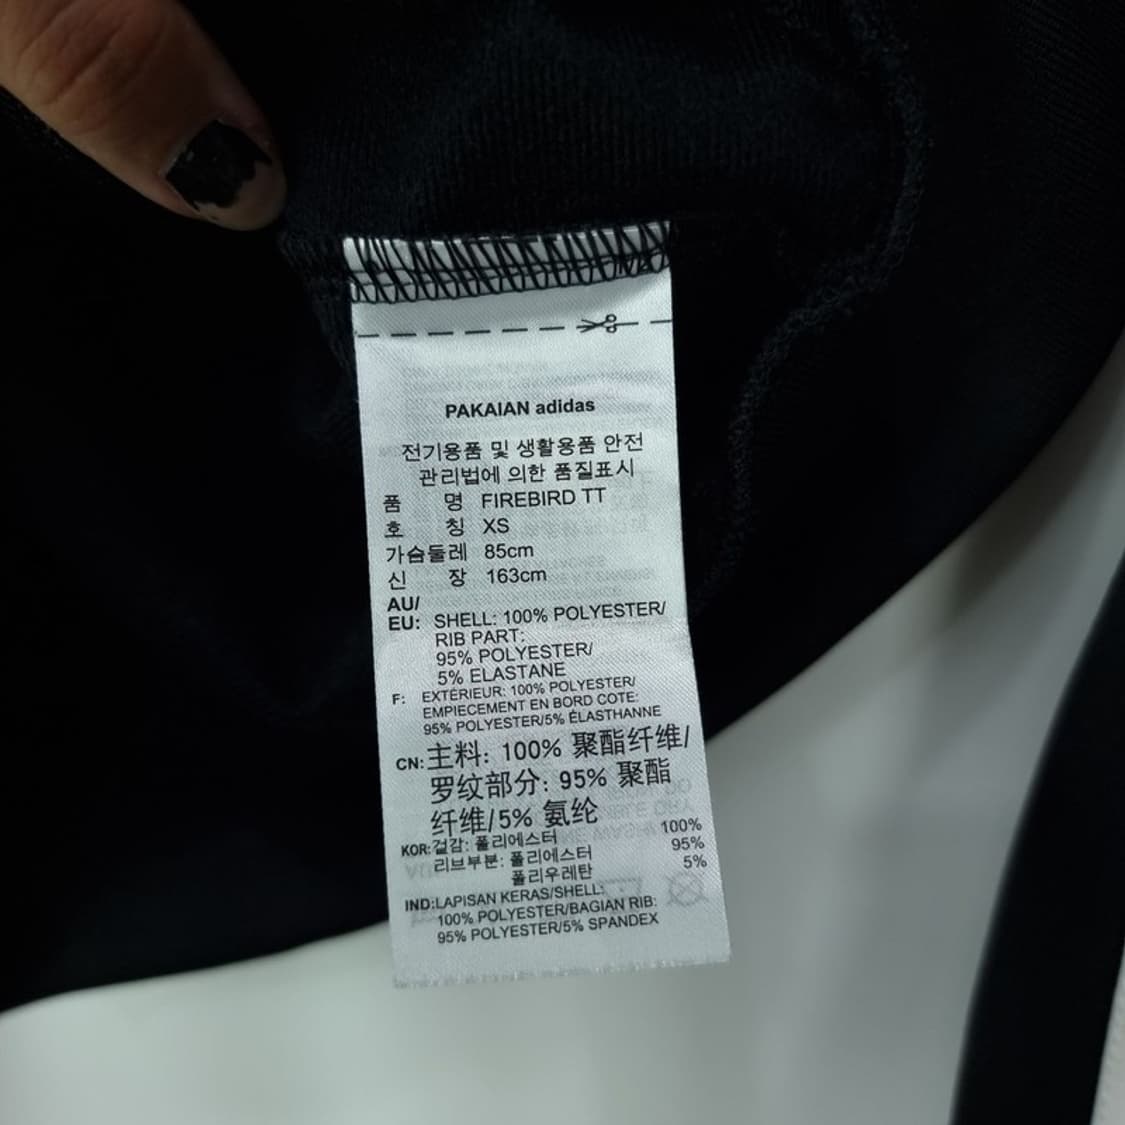 PAKAIAN adidas
전기용품 및 생활용품 안전
관리법에 의한 품질표시
품 명 FIREBIRD TT
호 칭 XS
가슴둘레 85cm
신 장 163cm
AU/
EU: SHELL: 100% POLYESTER/
RIB PART:
95% POLYESTER/
5% ELASTANE
F: EXTÉRIEUR: 100% POLYESTER/
EMPIECEMENT EN BORD COTE:
95% POLYESTER/5% ÉLASTHANNE
CN: 主料: 100% 聚酯纤维/
罗纹部分: 95% 聚酯
纤维/5% 氨纶
KOR: 겉감: 폴리에스터 100%
리브부분: 폴리에스터 95%
폴리우레탄 5%
IND: LAPISAN KERAS/SHELL:
100% POLYESTER/BAGIAN RIB:
95% POLYESTER/5% SPANDEX